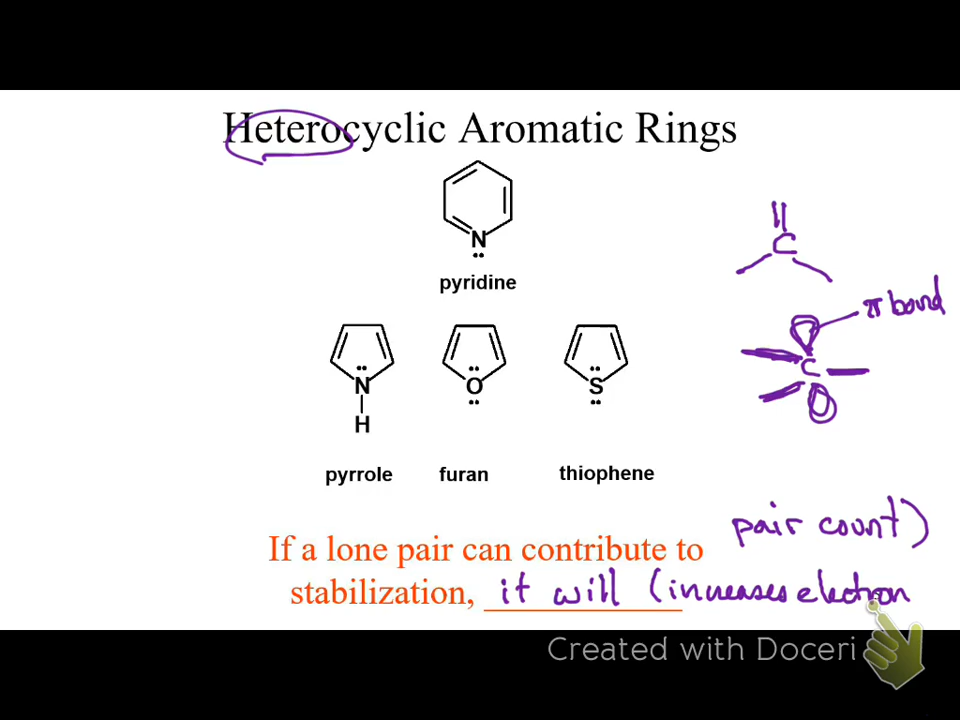 Heterocyclic Aromatic Rings
N
pyridine
C
π bond
C
N
H
O
S
pyrrole furan thiophene
If a lone pair can contribute to
pair count)
stabilization, it will (increases electron
Created with Doceri